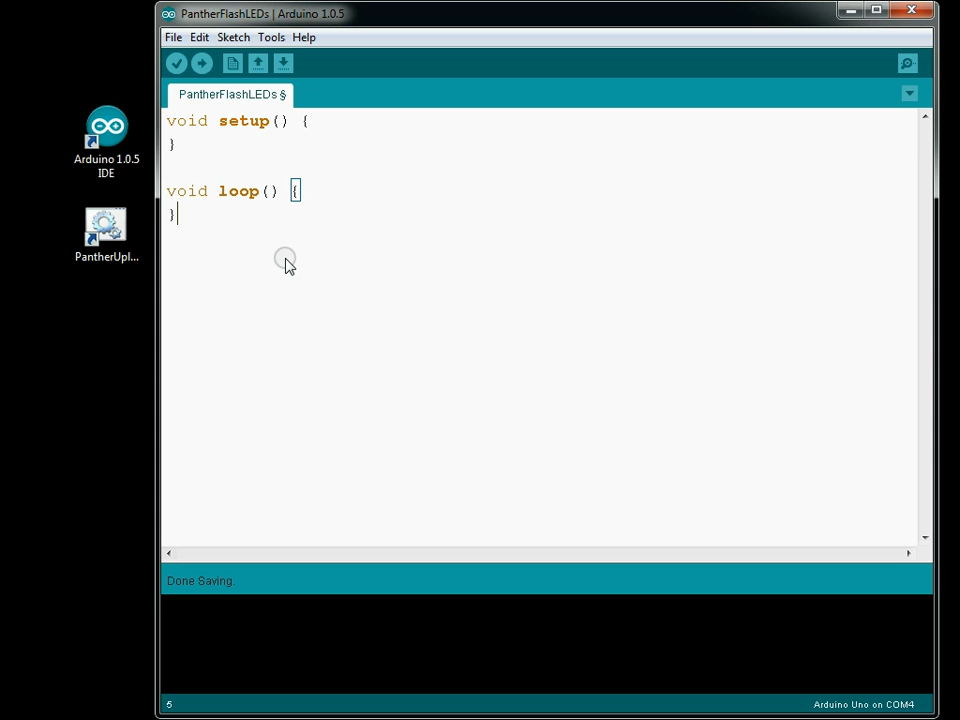 PantherFlashLEDs | Arduino 1.0.5
File Edit Sketch Tools Help
PantherFlashLEDs §
void setup() {
}
void loop() {
}
Arduino 1.0.5
IDE
PantherUpl...
Done Saving.
5
Arduino Uno on COM4